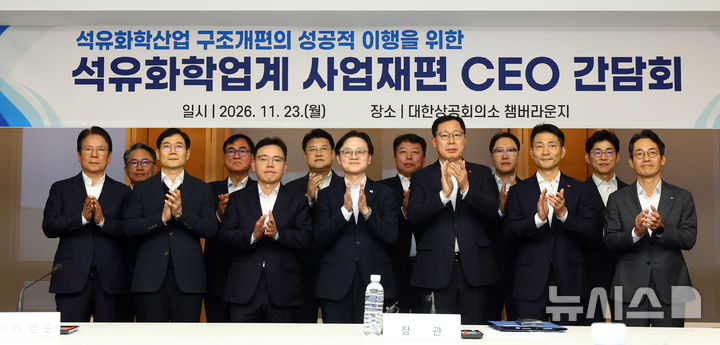 석유화학산업 구조개편의 성공적 이행을 위한
석유화학업계 사업재편 CEO 간담회
일시 | 2026. 11. 23.(월) 장소 | 대한상공회의소 챔버라운지
뉴시스
장 관